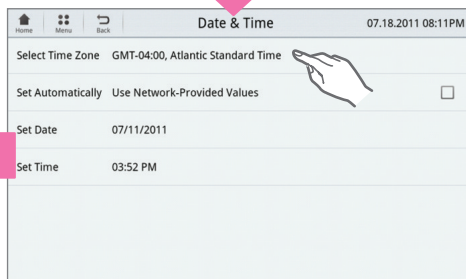 Home Menu Back Date & Time 07.18.2011 08:11PM
Select Time Zone GMT-04:00, Atlantic Standard Time
Set Automatically Use Network-Provided Values
Set Date 07/11/2011
Set Time 03:52 PM